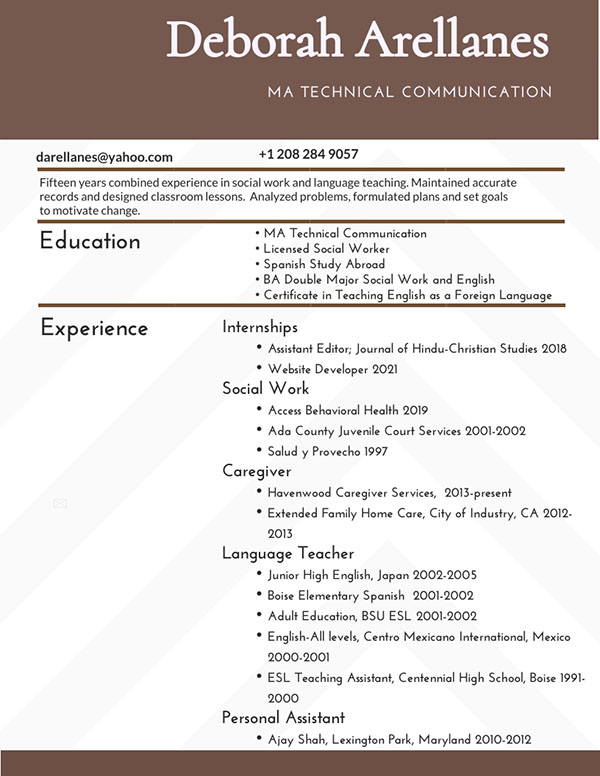 Deborah Arellanes
MA TECHNICAL COMMUNICATION
darellanes@yahoo.com
+1 208 284 9057
Fifteen years combined experience in social work and language teaching. Maintained accurate
records and designed classroom lessons. Analyzed problems, formulated plans and set goals
to motivate change.
Education
• MA Technical Communication
• Licensed Social Worker
• Spanish Study Abroad
• BA Double Major Social Work and English
• Certificate in Teaching English as a Foreign Language
Experience
Internships
• Assistant Editor; Journal of Hindu-Christian Studies 2018
• Website Developer 2021
Social Work
• Access Behavioral Health 2019
• Ada County Juvenile Court Services 2001-2002
• Salud y Provecho 1997
Caregiver
• Havenwood Caregiver Services, 2013-present
• Extended Family Home Care, City of Industry, CA 2012-
2013
Language Teacher
• Junior High English, Japan 2002-2005
• Boise Elementary Spanish 2001-2002
• Adult Education, BSU ESL 2001-2002
• English-All levels, Centro Mexicano International, Mexico
2000-2001
• ESL Teaching Assistant, Centennial High School, Boise 1991-
2000
Personal Assistant
• Ajay Shah, Lexington Park, Maryland 2010-2012